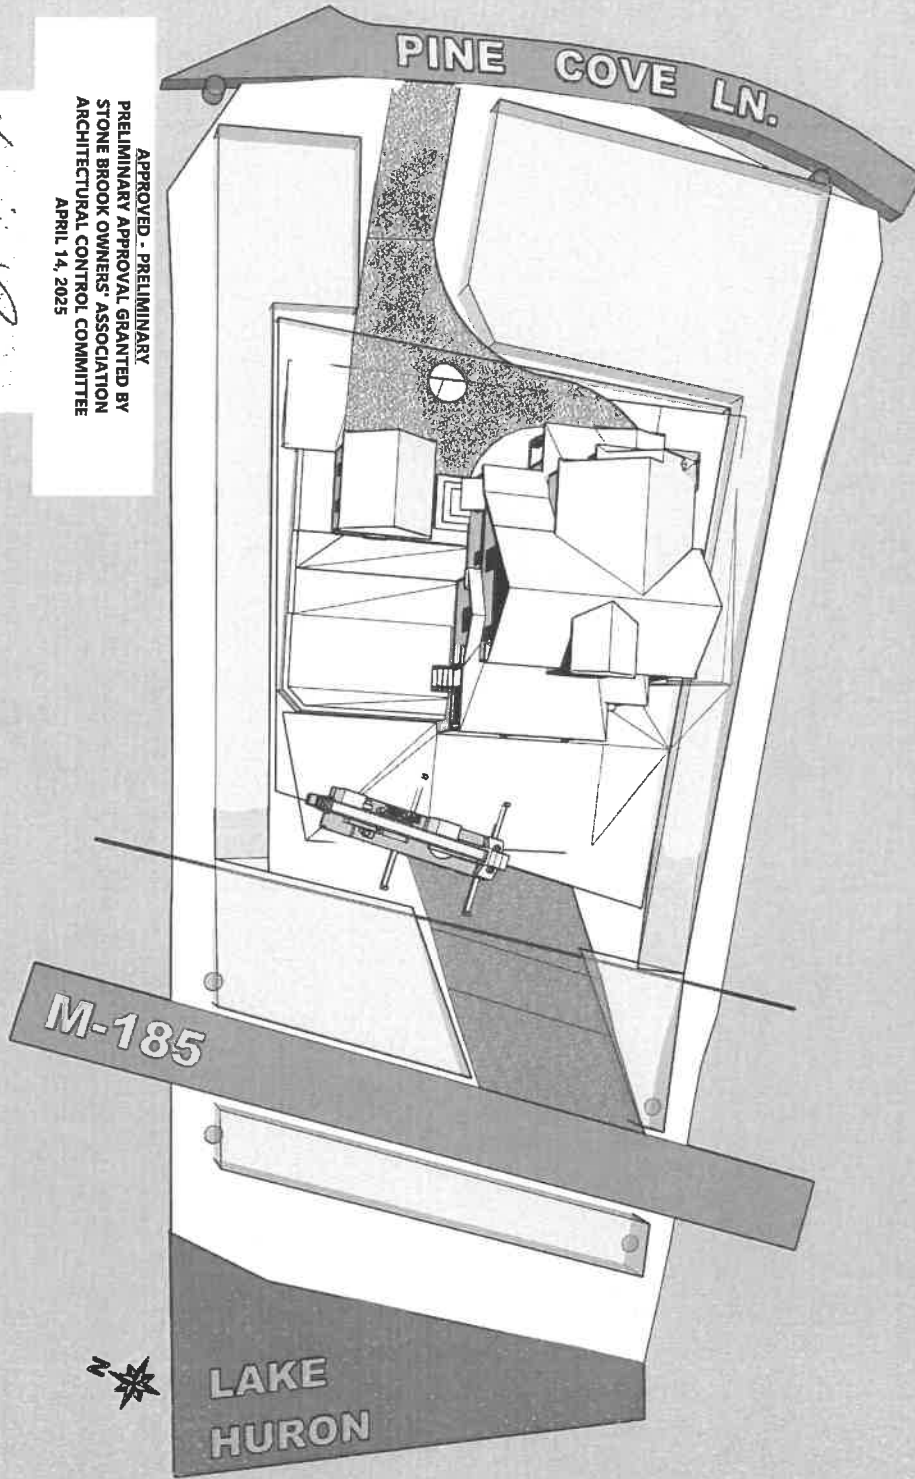 PINE COVE LN.
APPROVED - PRELIMINARY
PRELIMINARY APPROVAL GRANTED BY
STONE BROOK OWNERS' ASSOCIATION
ARCHITECTURAL CONTROL COMMITTEE
APRIL 14, 2025
M-185
N
LAKE
HURON